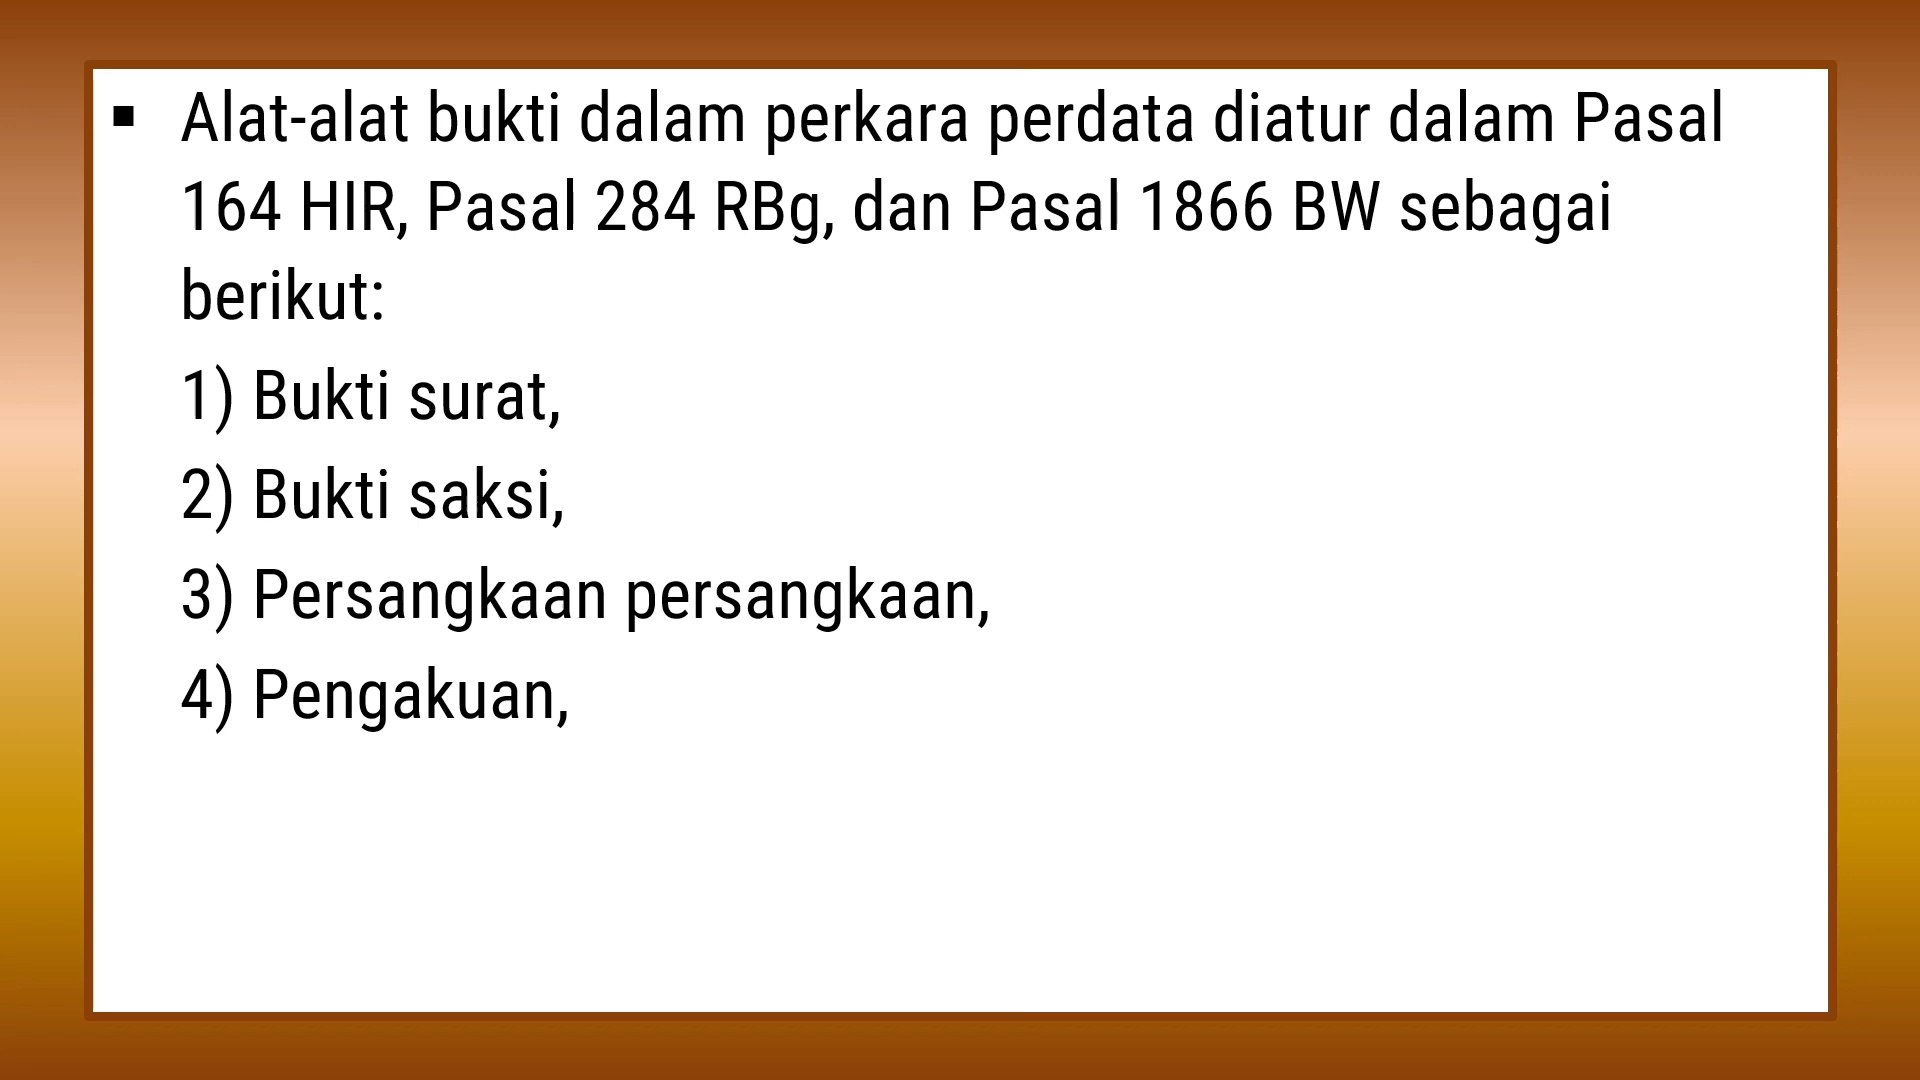 ▪ Alat-alat bukti dalam perkara perdata diatur dalam Pasal
164 HIR, Pasal 284 RBg, dan Pasal 1866 BW sebagai
berikut:
1) Bukti surat,
2) Bukti saksi,
3) Persangkaan persangkaan,
4) Pengakuan,